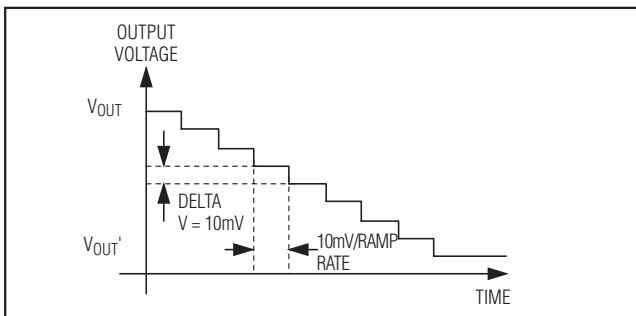 OUTPUT
VOLTAGE
VOUT
DELTA
V = 10mV
10mV/RAMP
RATE
VOUT'
TIME